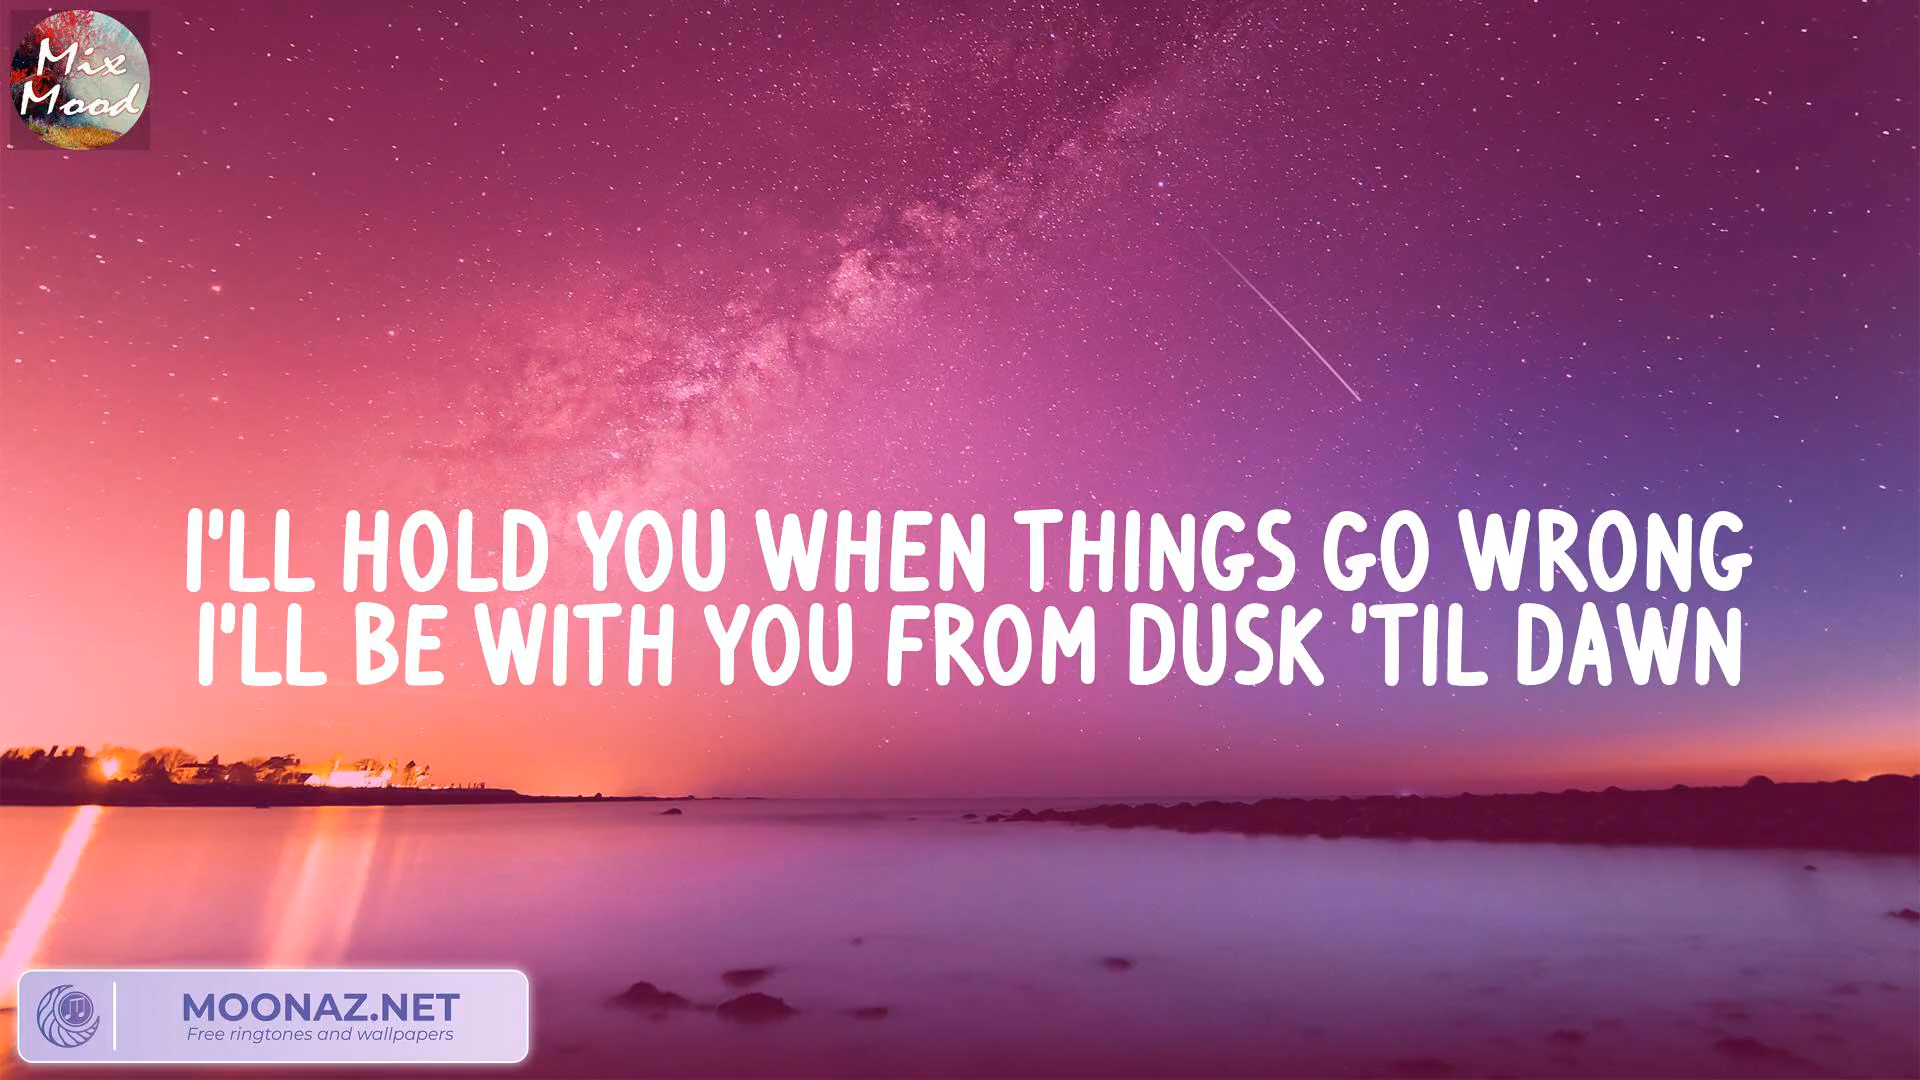 Mix
Mood
I'LL HOLD YOU WHEN THINGS GO WRONG
I'LL BE WITH YOU FROM DUSK 'TIL DAWN
MOONAZ.NET
Free ringtones and wallpapers